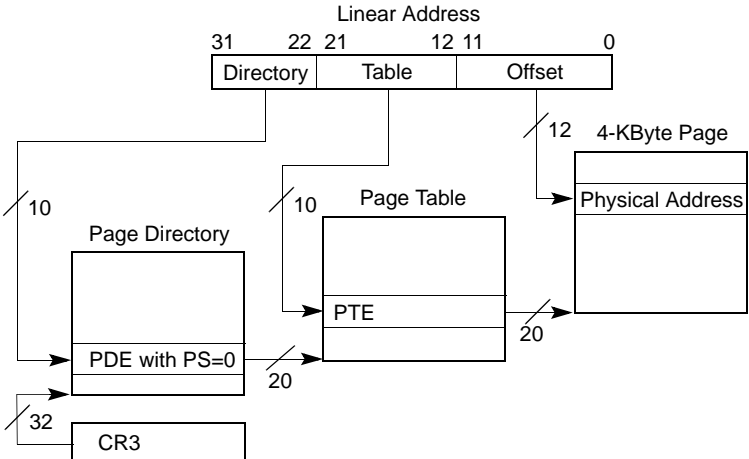 Linear Address
31 22 21 12 11 0
Directory Table Offset
12
4-KByte Page
10
10
Page Table
Physical Address
Page Directory
PTE
20
PDE with PS=0
20
32
CR3